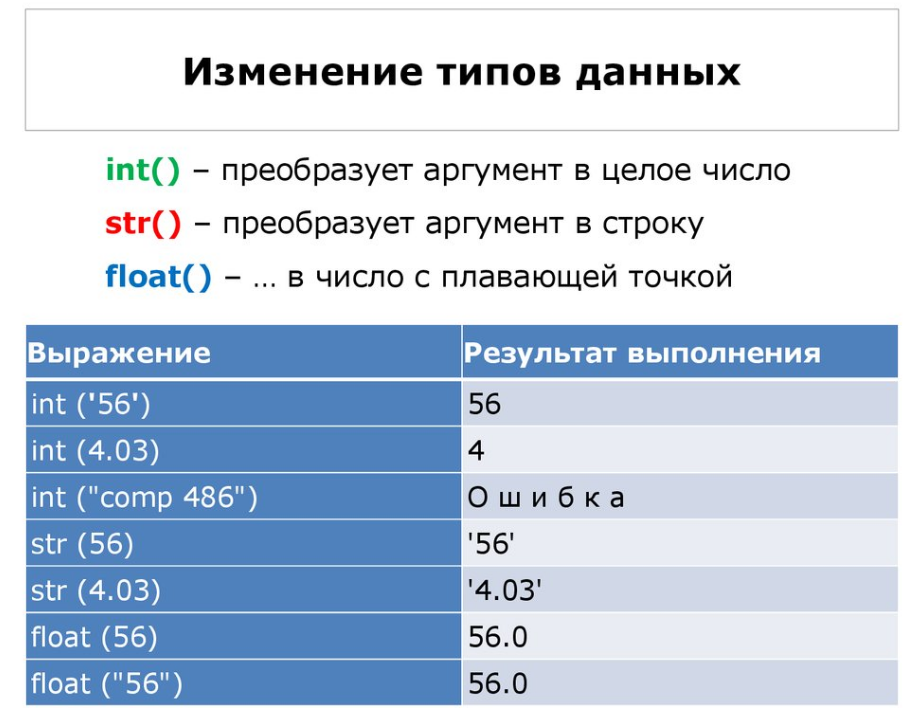 Изменение типов данных
int() – преобразует аргумент в целое число
str() – преобразует аргумент в строку
float() – … в число с плавающей точкой
Выражение Результат выполнения
int ('56') 56
int (4.03) 4
int ("comp 486") О ш и б к а
str (56) '56'
str (4.03) '4.03'
float (56) 56.0
float ("56") 56.0